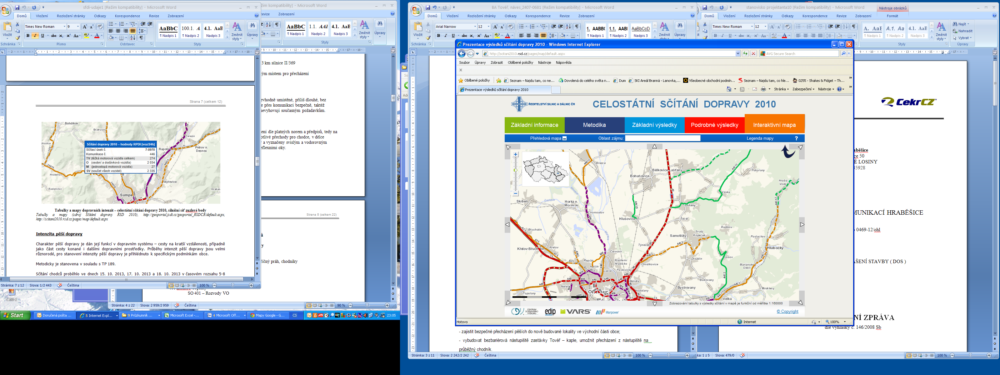 sfdi-udaje1 [Režim kompatibility] - Microsoft Word
Domů Vložení Rozložení stránky Odkazy Korespondence Revize Zobrazení
Times New Roman 9
Vložit
Schránka Písmo Odstavec Styly
AaBbC 100.1. A 4.1. AaB
Nadpis 1 Nadpis 2 Nadpis 3
Změnit styly
Úpravy
Strana 7 (celkem 12)
Bohdíkov
Bratrušov
Terezín
Rapotín
Petrov n. Desnou
Hrabenov
Radomilov
Vikýřovice
Sčítání dopravy 2010 – hodnoty RPDI [voz/24h]
Sčítací úsek č. 7-0970
Komunikace č. 446
TV (těžká motorová vozidla celkem) 274
O (osobní a dodávková vozidla) 2 034
M (jednostopá motorová vozidla) 27
SV (součet všech vozidel) 2 335
Tabulky a mapy dopravních intenzit – celostátní sčítání dopravy 2010, silniční síť zuzlové body
Tabulky a mapy (zdroj Sčítání dopravy ŘSD 2010), http://geoportal.jsdi.cz/geoportal_RSDCR/default.aspx,
http://scitani2010.rsd.cz/pages/map/default.aspx
Intenzita pěší dopravy
Charakter pěší dopravy je dán její funkcí v dopravním systému – cesty na kratší vzdálenosti, případně
jako část cesty konané i dalšími dopravními prostředky. Průběhy intenzit pěší dopravy jsou velmi
různorodé, pro stanovení intenzity pěší dopravy je přihlédnuto k specifickým podmínkám obce.
Metodicky je stanovena v souladu s TP 189.
Sčítání chodců proběhlo ve dnech 15. 10. 2013, 17. 10. 2013 a 18. 10. 2013 v časovém rozsahu 5-8
Stránka: 7 z 12 Slova: 1/2 443 Čeština 100 %
žim kompatibility] - Microsoft Word
evize Zobrazení
AaBbC 1.1. AAl 4.1. AaB
Nadpis 1 Nadpis 2 Nadpis 3
Změnit styly
Úpravy
Styly
3 km silnice II/369
ým místem pro přecházení
evhodně umístěné, příliš dlouhé, bez
e přes komunikaci bezpečně, taktéž
nevyhovují současným požadavkům.
ení dle platných norem a předpisů, tedy na
otlivé přechody pro chodce, v délce
y a vyznačeny svislým a vodorovným
eflexními oky.
Strana 5 (celkem 22)
říčný práh, chodníky
SO 401 – Rozvody VO
Stránka: 4 z 22 Slova: 2 959/2 959 Čeština 90 %
Start Doručená pošta ... 5 Internet Expl... 9 Průzkumník ... Microsoft Excel -... 4 Microsoft Off... Mapy Google - G... CS 23:05
BA Tovéř, náves_2407-0681 [Režim kompatibility] - Microsoft Word
Domů Vložení Rozložení stránky Odkazy Korespondence Revize Zobrazení
Arial Narrow 12
Vložit
Schránka
1. AABBC 1.1. AABI AaBbCcD
Nadpis 1 Nadpis 2 Nadpis 3
Změnit styly
Úpravy
Prezentace výsledků sčítání dopravy 2010 - Windows Internet Explorer
http://scitani2010.rsd.cz/pages/map/default.aspx
AVG Secure Search
Soubor Úpravy Zobrazit Oblíbené položky Nástroje Nápověda
x
Oblíbené položky Seznam – Najdu tam, co ne... Dovolená do celého světa n... Dum SKI Areál Branná - Lanovka,... Všeobecné obchodní podmín... Seznam – Najdu tam, co hle... 0255 - Shakes & Fidget – Th...
Prezentace výsledků sčítání dopravy 2010
Stránka Zabezpečení Nástroje
ŘEDITELSTVÍ SILNIC A DÁLNIC ČR
CELOSTÁTNÍ SČÍTÁNÍ DOPRAVY 2010
Základní informace Metodika Základní výsledky Podrobné výsledky Interaktivní mapa
Přehledová mapa Oblast zájmu: Legenda mapy ?
Březce
Bělkovice-Lašťany
Pohořany
Bohuňovice
Hrubá Voda
Véska
Skrbeň
Horka n. Moravou
Dolany
Chomoutov
Hlušovice
Tovéř
Radíkov
Břuchotín
Samotišky
Svatý Kopeček
Posluchov
Křelov-Břuchotín
Křelov
Týneček
Hlubočky
Černovír
Řepčín
Hejčín
Lazce
Klášterní Hradisko
Pavlovičky
Chválkovice
Droždín
Lošov
Mariánské Údolí
Bělidla
Bukovany
Hodolany
Bystrovany
Mrsklesy
Topolany
Velká
Zobrazování tabulky s výsledky sčítání v mapě je funkční od měřítka 1:160000
CENTRUM DOPRAVNÍHO VÝZKUMU edip VARS Manpower
© Copyright
Hotovo Internet 100%
- zajistit bezpečné přecházení pěších do nově budované lokality ve východní části obce;
- vybudovat bezbariérová nástupiště zastávky Tovéř – kaple, umožnit přecházení z nástupiště na
průběžný chodník.
Stránka: 3 z 11 Slova: 2 242/2 242 Čeština 100 %
stanovisko projektanta10 [Režim kompatibility] - Microsoft Word
Nástroje obrázků
Domů Vložení Rozložení stránky Odkazy Korespondence Revize Zobrazení Formát
Times New Roman 12
A. AaB A.1. Aa 4.1. AaB
Nadpis 1 Nadpis 2 Nadpis 3
Změnit styly
Najít
Nahradit
Vybrat
Styly Úpravy
CekrCZ
aběšice
ce 50
É LOSINY
35928
MUNIKACÍ HRABĚŠICE
0469-12/ohl
AŠENÍ STAVBY ( DOS )
NÍ ZPRÁVA
dle vyhlášky č. 146/2008 Sb
ka: 1 z 5 Slova: 479/0 100 %